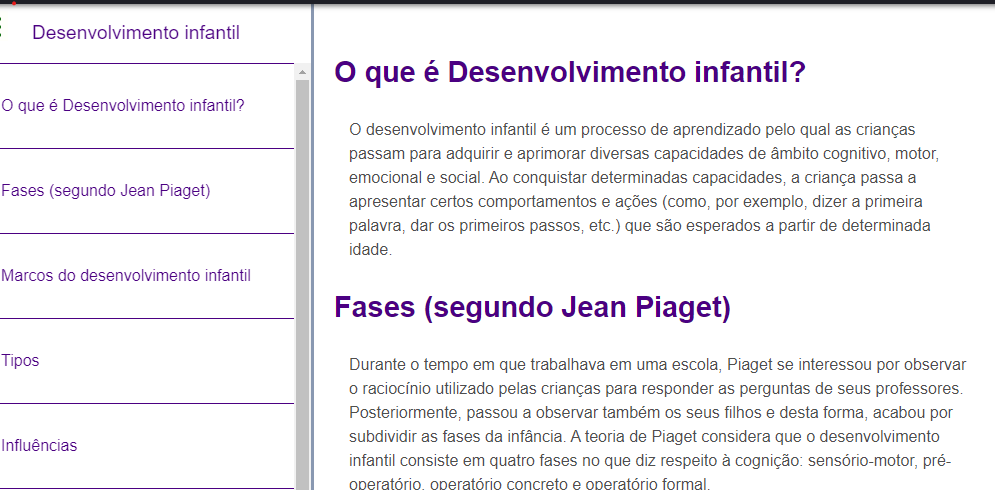 Desenvolvimento infantil
O que é Desenvolvimento infantil?
Fases (segundo Jean Piaget)
Marcos do desenvolvimento infantil
Tipos
Influências
O que é Desenvolvimento infantil?
O desenvolvimento infantil é um processo de aprendizado pelo qual as crianças
passam para adquirir e aprimorar diversas capacidades de âmbito cognitivo, motor,
emocional e social. Ao conquistar determinadas capacidades, a criança passa a
apresentar certos comportamentos e ações (como, por exemplo, dizer a primeira
palavra, dar os primeiros passos, etc.) que são esperados a partir de determinada
idade.
Fases (segundo Jean Piaget)
Durante o tempo em que trabalhava em uma escola, Piaget se interessou por observar
o raciocínio utilizado pelas crianças para responder as perguntas de seus professores.
Posteriormente, passou a observar também os seus filhos e desta forma, acabou por
subdividir as fases da infância. A teoria de Piaget considera que o desenvolvimento
infantil consiste em quatro fases no que diz respeito à cognição: sensório-motor, pré-
operatório, operatório concreto e operatório formal.